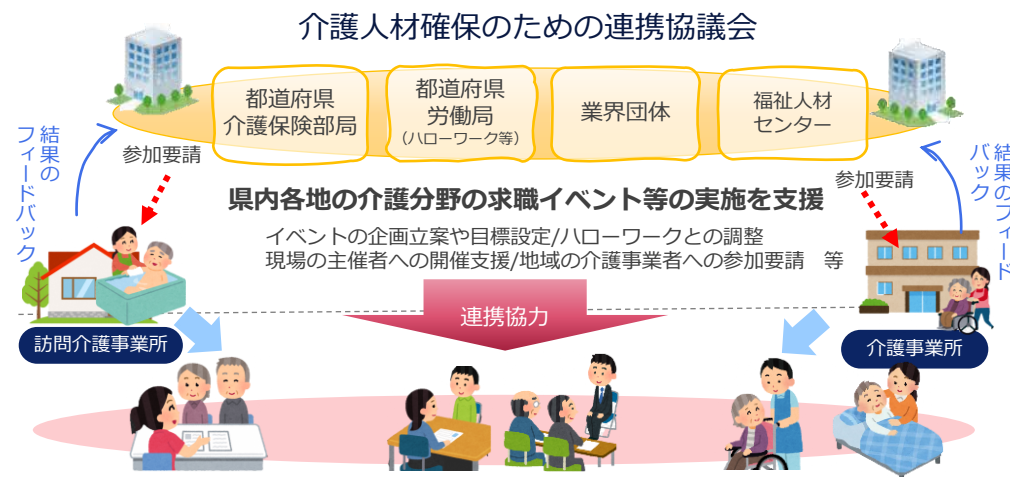 介護人材確保のための連携協議会
都道府県
介護保険部局
都道府県
労働局
(ハローワーク等)
業界団体
福祉人材
センター
結果の
フィードバック
参加要請
参加要請
結果のフィード
バック
県内各地の介護分野の求職イベント等の実施を支援
イベントの企画立案や目標設定/ハローワークとの調整
現場の主催者への開催支援/地域の介護事業者への参加要請　等
連携協力
訪問介護事業所
介護事業所